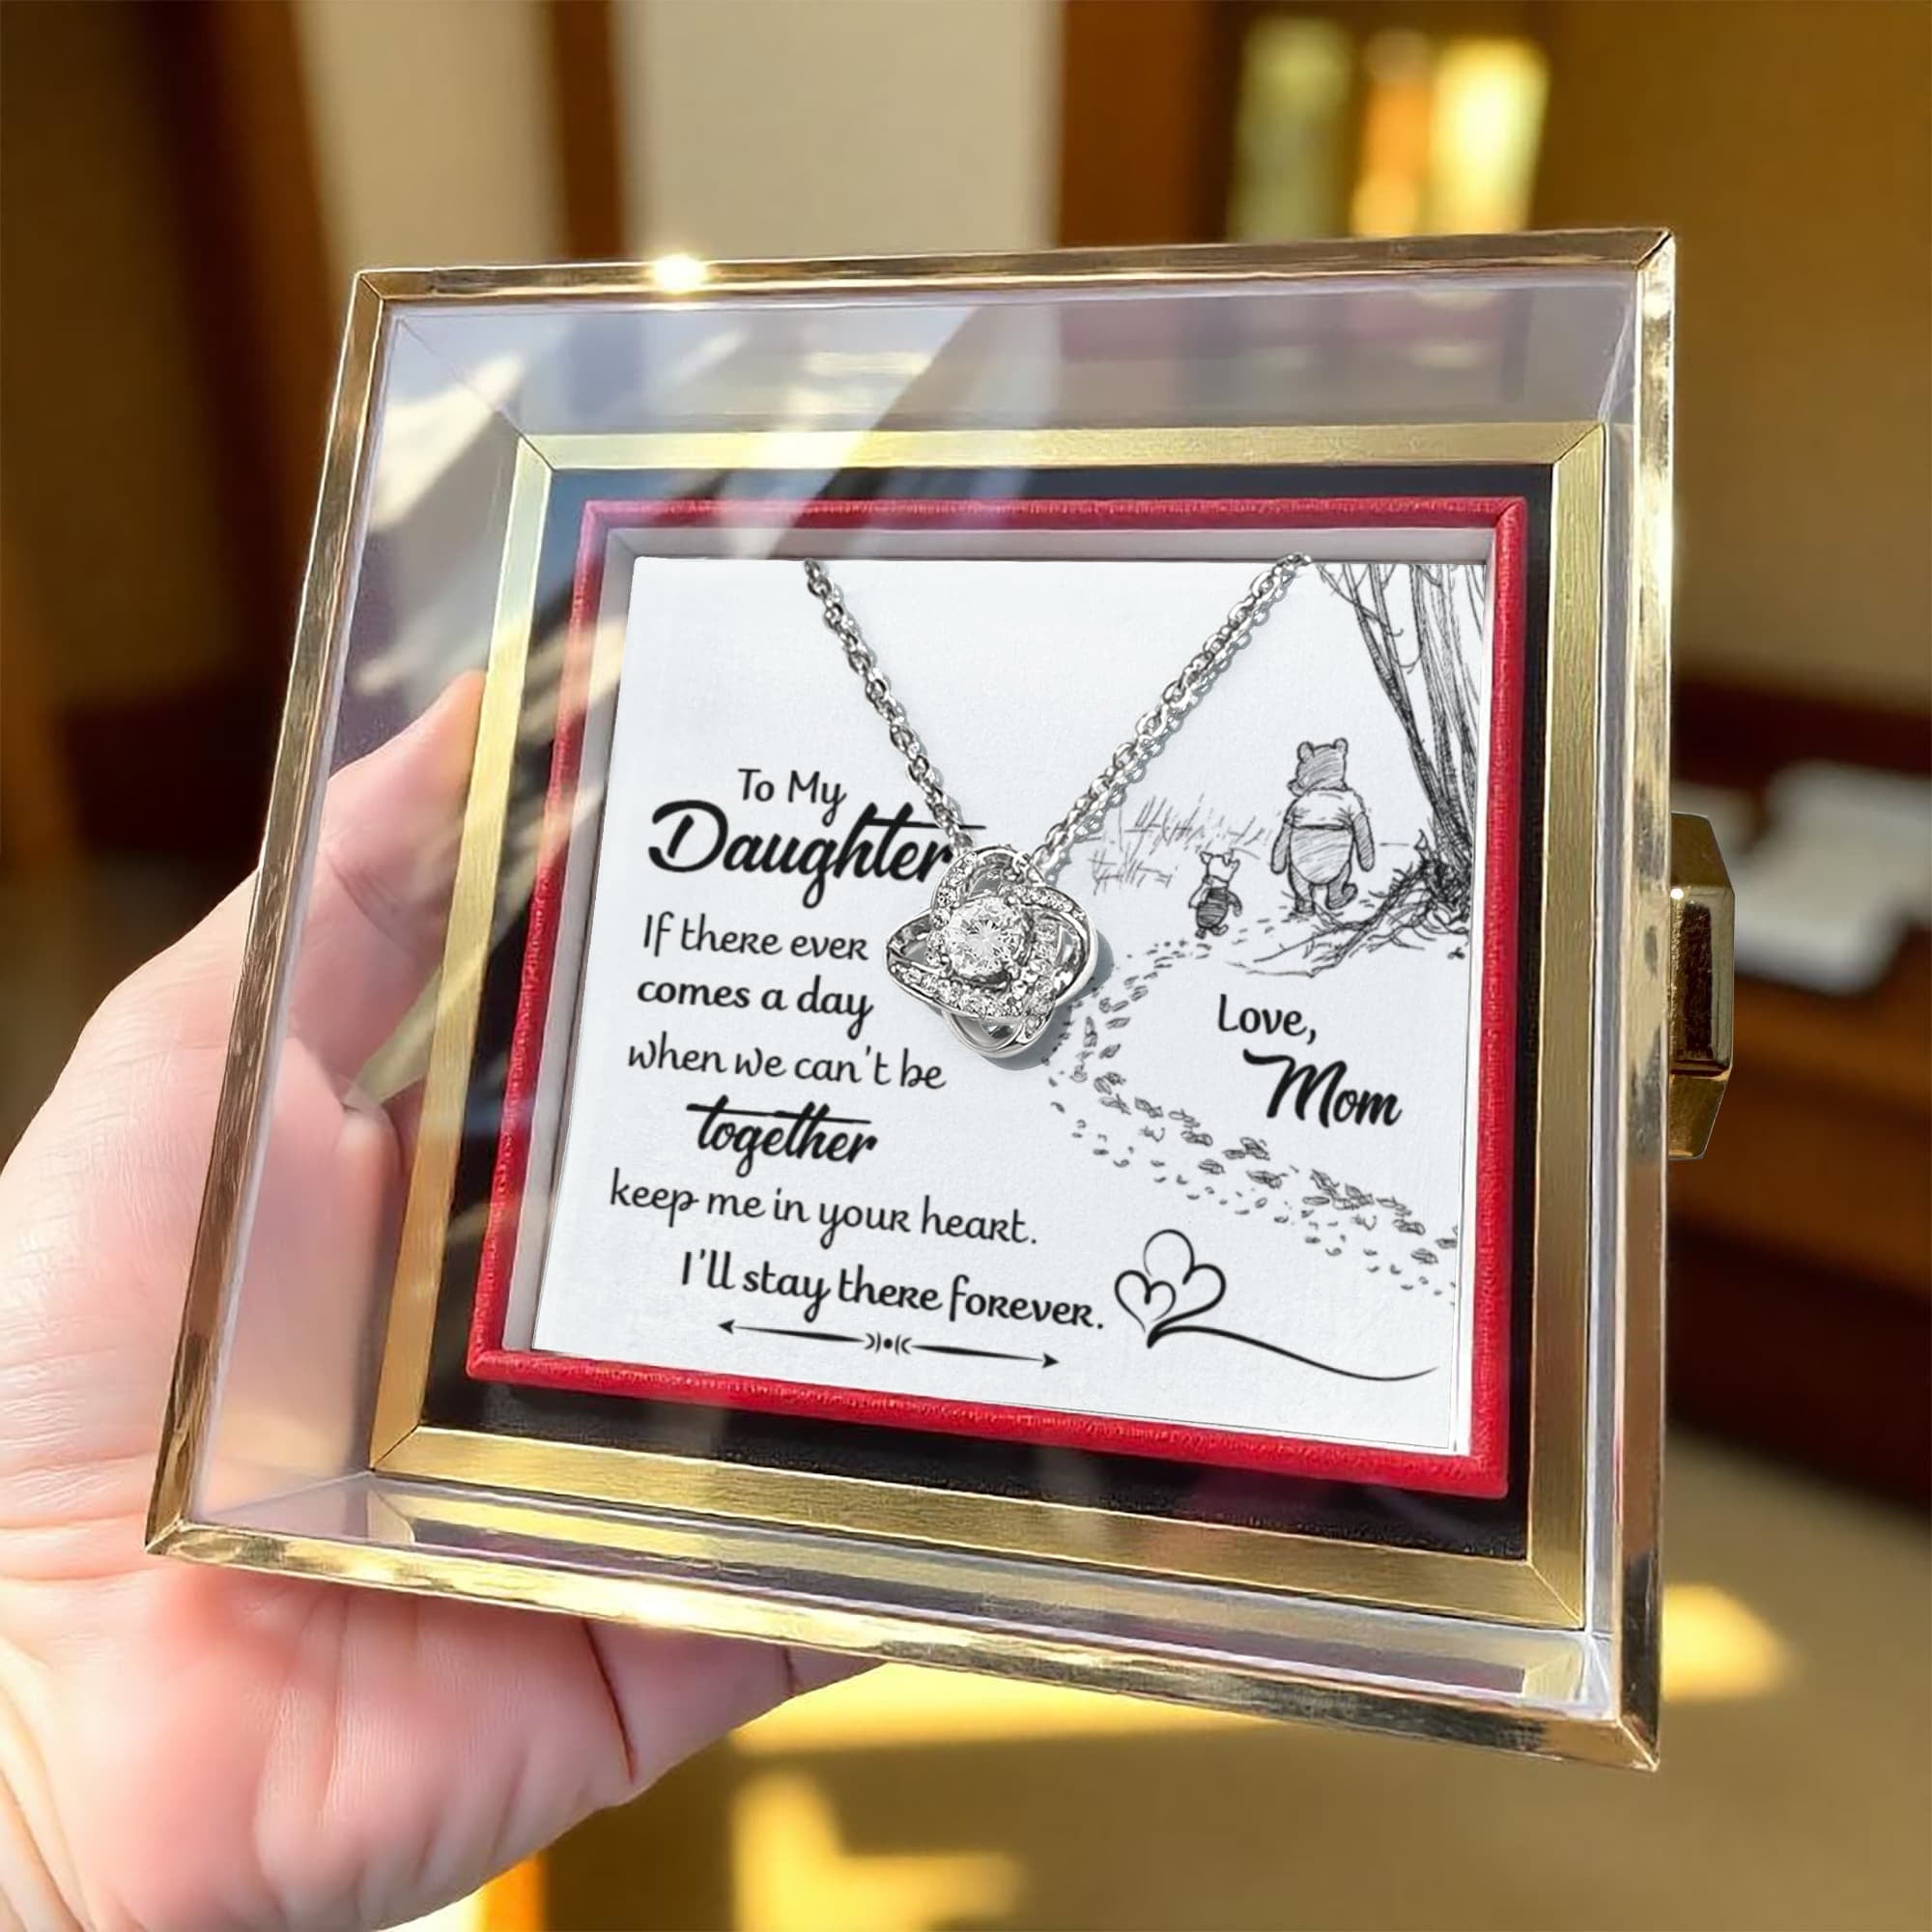 To My
Daughter
If there ever
comes a day
when we can't be
together
keep me in your heart.
I'll stay there forever.
Love,
Mom